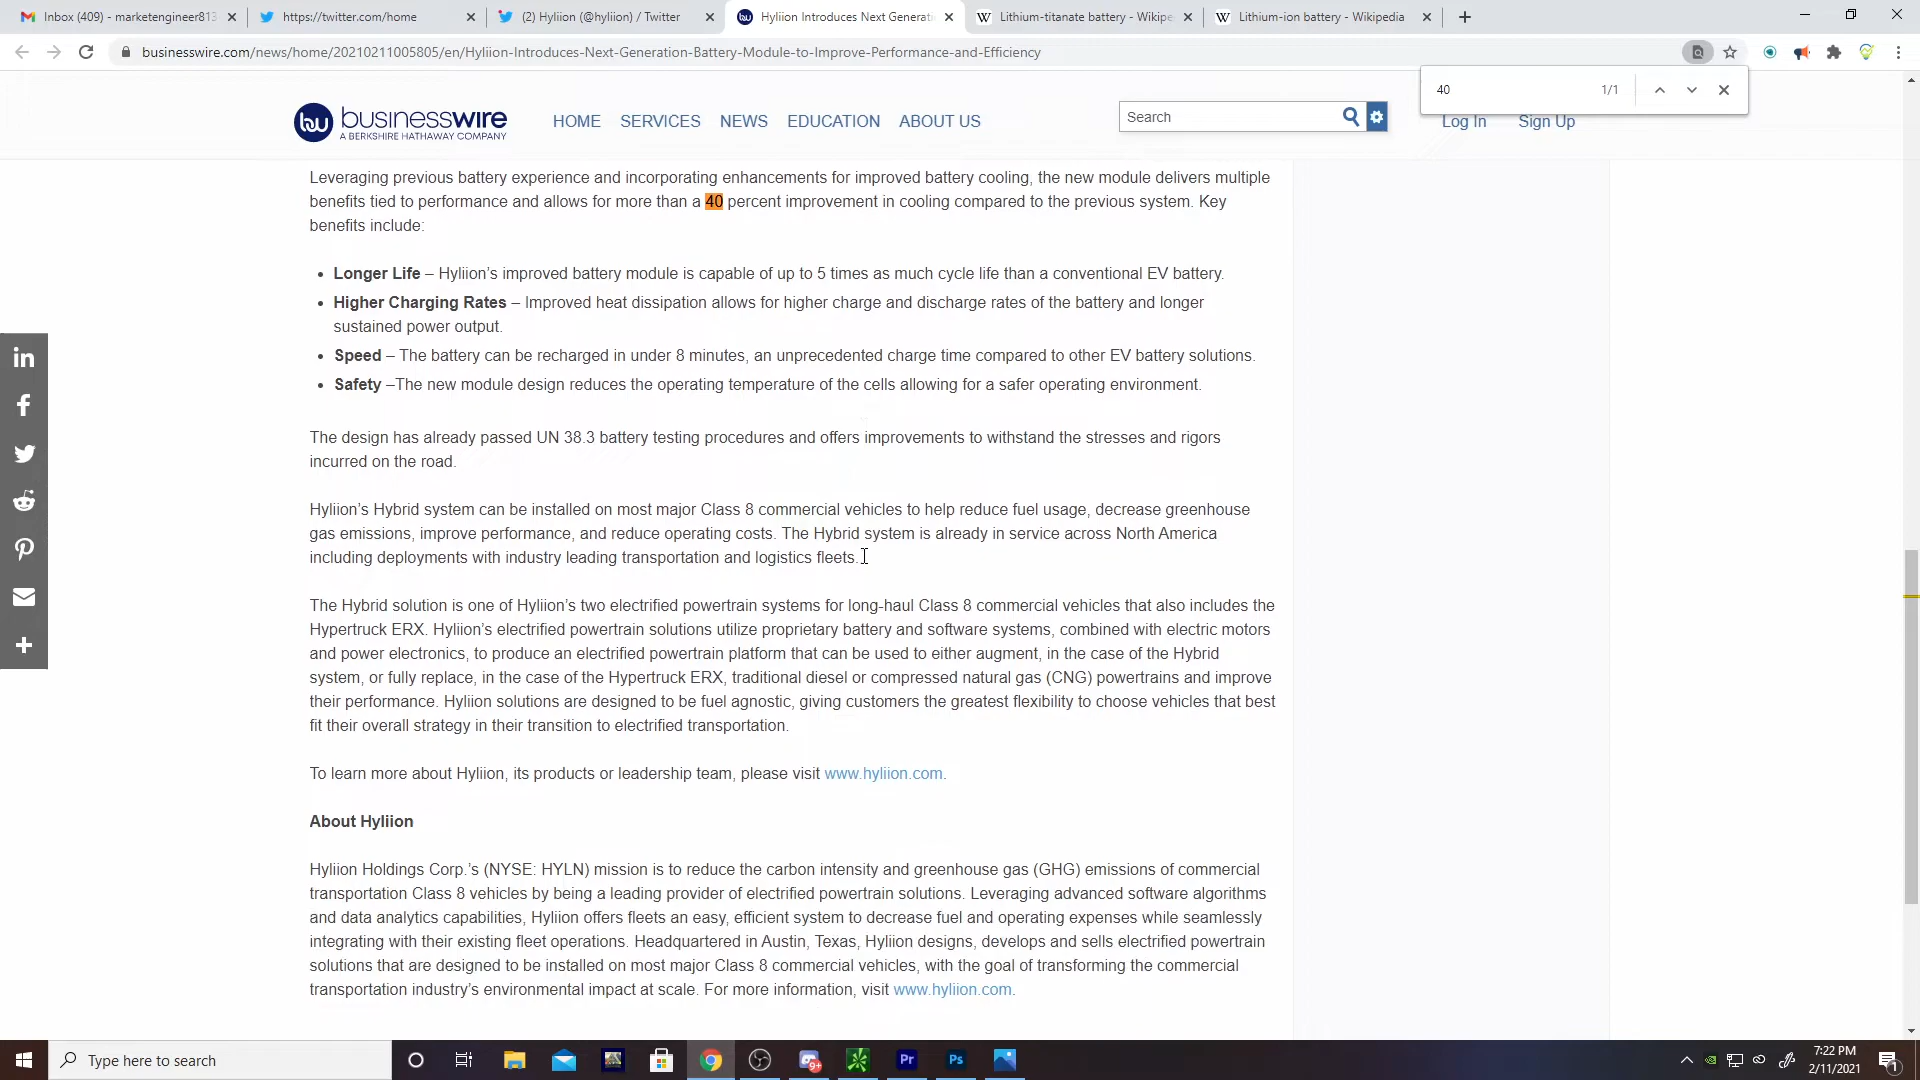 Inbox (409) - marketengineer813
https://twitter.com/home
(2) Hyliion (@hyliion) / Twitter
Hyliion Introduces Next Generati
Lithium-titanate battery - Wikipe
Lithium-ion battery - Wikipedia
businesswire.com/news/home/20210211005805/en/Hyliion-Introduces-Next-Generation-Battery-Module-to-Improve-Performance-and-Efficiency
40 1/1
bw businesswire
A BERKSHIRE HATHAWAY COMPANY
HOME SERVICES NEWS EDUCATION ABOUT US
Search
Log In Sign Up
Leveraging previous battery experience and incorporating enhancements for improved battery cooling, the new module delivers multiple
benefits tied to performance and allows for more than a 40 percent improvement in cooling compared to the previous system. Key
benefits include:
• Longer Life – Hyliion’s improved battery module is capable of up to 5 times as much cycle life than a conventional EV battery.
• Higher Charging Rates – Improved heat dissipation allows for higher charge and discharge rates of the battery and longer
sustained power output.
• Speed – The battery can be recharged in under 8 minutes, an unprecedented charge time compared to other EV battery solutions.
• Safety –The new module design reduces the operating temperature of the cells allowing for a safer operating environment.
The design has already passed UN 38.3 battery testing procedures and offers improvements to withstand the stresses and rigors
incurred on the road.
Hyliion’s Hybrid system can be installed on most major Class 8 commercial vehicles to help reduce fuel usage, decrease greenhouse
gas emissions, improve performance, and reduce operating costs. The Hybrid system is already in service across North America
including deployments with industry leading transportation and logistics fleets.
The Hybrid solution is one of Hyliion’s two electrified powertrain systems for long-haul Class 8 commercial vehicles that also includes the
Hypertruck ERX. Hyliion’s electrified powertrain solutions utilize proprietary battery and software systems, combined with electric motors
and power electronics, to produce an electrified powertrain platform that can be used to either augment, in the case of the Hybrid
system, or fully replace, in the case of the Hypertruck ERX, traditional diesel or compressed natural gas (CNG) powertrains and improve
their performance. Hyliion solutions are designed to be fuel agnostic, giving customers the greatest flexibility to choose vehicles that best
fit their overall strategy in their transition to electrified transportation.
To learn more about Hyliion, its products or leadership team, please visit www.hyliion.com.
About Hyliion
Hyliion Holdings Corp.’s (NYSE: HYLN) mission is to reduce the carbon intensity and greenhouse gas (GHG) emissions of commercial
transportation Class 8 vehicles by being a leading provider of electrified powertrain solutions. Leveraging advanced software algorithms
and data analytics capabilities, Hyliion offers fleets an easy, efficient system to decrease fuel and operating expenses while seamlessly
integrating with their existing fleet operations. Headquartered in Austin, Texas, Hyliion designs, develops and sells electrified powertrain
solutions that are designed to be installed on most major Class 8 commercial vehicles, with the goal of transforming the commercial
transportation industry’s environmental impact at scale. For more information, visit www.hyliion.com.
Type here to search
9+
Pr
Ps
7:22 PM
2/11/2021
1